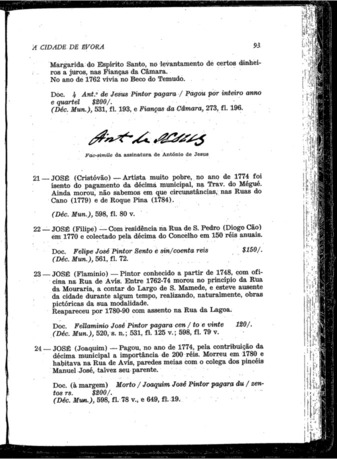 A CIDADE DE EVORA 93
Margarida do Espírito Santo, no levantamento de certos dinhei-
ros a juros, nas Fianças da Câmara.
No ano de 1762 vivia no Beco do Temudo.
Doc. Ant.º de Jesus Pintor pagara / Pagou por inteiro anno
e quartel $200/.
(Déc. Mun.), 531, fl. 193, e Fianças da Câmara, 273, fl. 196.
Fac-simile da assinatura de António de Jesus
21 — JOSÉ (Cristóvão) — Artista muito pobre, no ano de 1774 foi
isento do pagamento da décima municipal, na Trav. do Mégué.
Ainda morou, não sabemos em que circunstâncias, nas Ruas do
Cano (1779) e de Roque Pina (1784).
(Déc. Mun.), 598, fl. 80 v.
22 — JOSÉ (Filipe) — Com residência na Rua de S. Pedro (Diogo Cão)
em 1770 e colectado pela décima do Concelho em 150 réis anuais.
Doc. Felipe José Pintor Sento e sin/coenta reis $150/.
(Déc. Mun.), 561, fl. 72.
23 — JOSÉ (Flamínio) — Pintor conhecido a partir de 1748, com ofi-
cina na Rua de Avis. Entre 1762-74 morou no princípio da Rua
da Mouraria, a contar do Largo de S. Mamede, e esteve ausente
da cidade durante algum tempo, realizando, naturalmente, obras
pictóricas da sua modalidade.
Reapareceu por 1780-90 com assento na Rua da Lagoa.
Doc. Fellaminio José Pintor pagara cen / to e vinte 120/.
(Déc. Mun.), 520, s. n.; 531, fl. 125 v.; 598, fl. 79 v.
24 — JOSÉ (Joaquim) — Pagou, no ano de 1774, pela contribuição da
décima municipal a importância de 200 réis. Morreu em 1780 e
habitava na Rua de Avis, paredes meias com o colega dos pincéis
Manuel José, talvez seu parente.
Doc. (à margem) Morto / Joaquim José Pintor pagara du / zen-
tos rs. $200/.
(Déc. Mun.), 598, fl. 78 v., e 649, fl. 19.